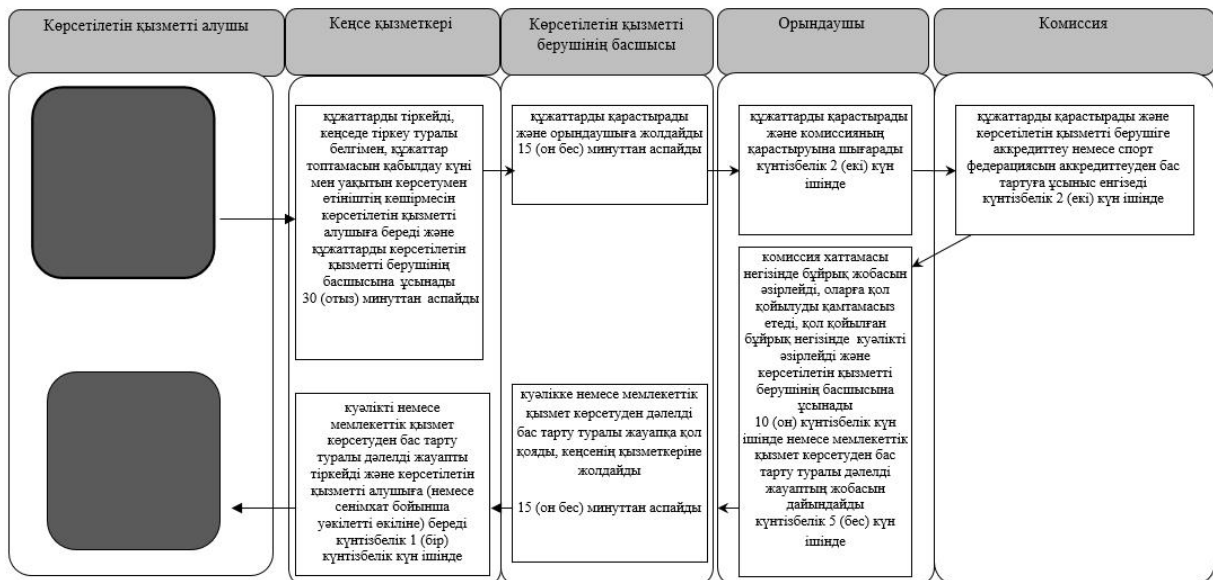 Көрсетілетін қызметті алушы
Кеңсе қызметкері
Көрсетілетін қызметті
берушінің басшысы
Орындаушы
Комиссия
құжаттарды тіркейді,
кеңседе тіркеу туралы
белгімен, құжаттар
топтамасын қабылдау күні
мен уақытын көрсетумен
өтініштің көшірмесін
көрсетілетін қызметті
алушыға береді және
құжаттарды көрсетілетін
қызметті берушінің
басшысына ұсынады
30 (отыз) минуттан аспайды
құжаттарды қарастырады
және орындаушыға жолдайды
15 (он бес) минуттан аспайды
құжаттарды қарастырады
және комиссияның
қарастыруына шығарады
күнтізбелік 2 (екі) күн
ішінде
құжаттарды қарастырады және
көрсетілетін қызметті берушіге
аккредиттеу немесе спорт
федерациясын аккредиттеуден бас
тартуға ұсыныс енгізеді
күнтізбелік 2 (екі) күн ішінде
комиссия хаттамасы
негізінде бұйрық жобасын
әзірлейді, оларға қол
қойылуды қамтамасыз
етеді, қол қойылған
бұйрық негізінде куәлікті
әзірлейді және
көрсетілетін қызметті
берушінің басшысына
ұсынады
10 (он) күнтізбелік күн
ішінде немесе мемлекеттік
қызмет көрсетуден бас
тарту туралы дәлелді
жауаптың жобасын
дайындайды
күнтізбелік 5 (бес) күн
ішінде
куәлікке немесе мемлекеттік
қызмет көрсетуден дәлелді
бас тарту туралы жауапқа қол
қояды, кеңсенің қызметкеріне
жолдайды
15 (он бес) минуттан аспайды
куәлікті немесе
мемлекеттік қызмет
көрсетуден бас тарту
туралы дәлелді жауапты
тіркейді және көрсетілетін
қызметті алушыға (немесе
сенімхат бойынша
уәкілетті өкіліне) береді
күнтізбелік 1 (бір)
күнтізбелік күн ішінде